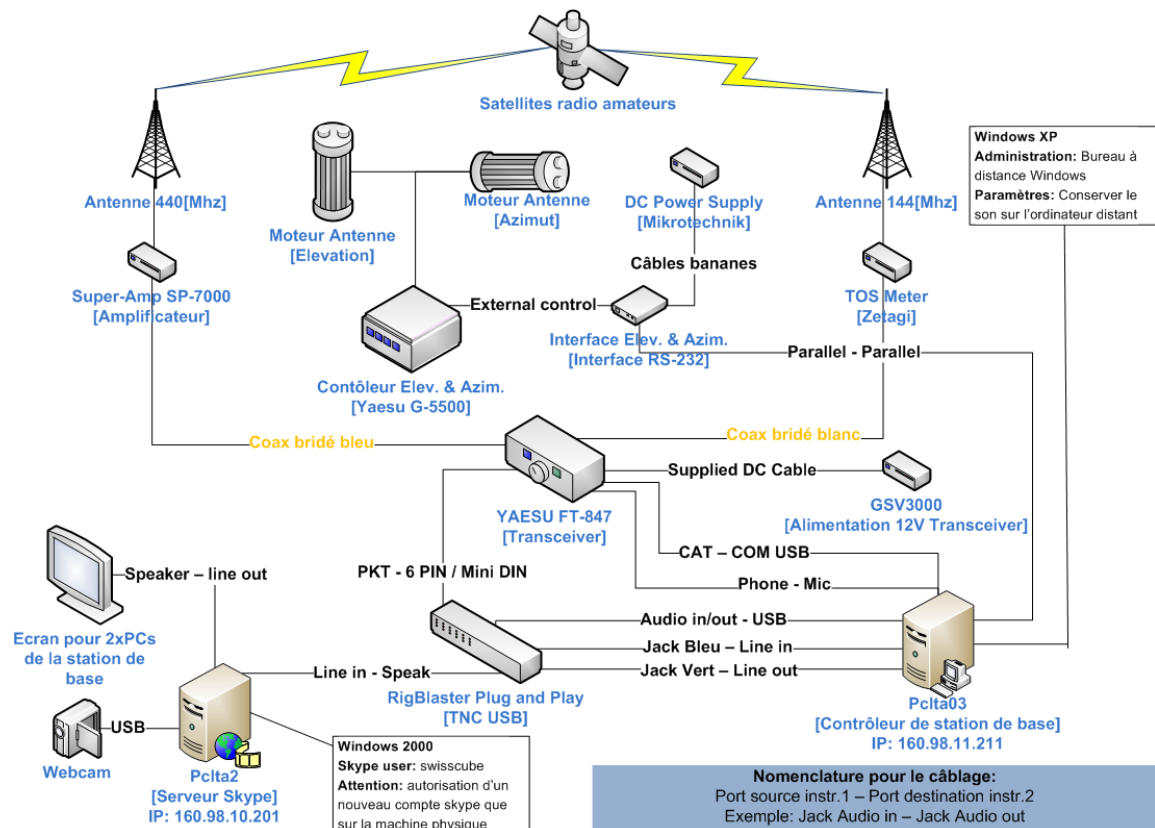 Satellites radio amateurs
Windows XP
Administration: Bureau à
distance Windows
Paramètres: Conserver le
son sur l'ordinateur distant
Antenne 440[Mhz]
Moteur Antenne
[Elevation]
Moteur Antenne
[Azimut]
DC Power Supply
[Mikrotechnik]
Antenne 144[Mhz]
Câbles bananes
Super-Amp SP-7000
[Amplificateur]
External control
Interface Elev. & Azim.
[Interface RS-232]
TOS Meter
[Zetagi]
Parallel - Parallel
Contôleur Elev. & Azim.
[Yaesu G-5500]
Coax bridé bleu
Coax bridé blanc
Supplied DC Cable
YAESU FT-847
[Transceiver]
GSV3000
[Alimentation 12V Transceiver]
CAT – COM USB
PKT - 6 PIN / Mini DIN
Phone - Mic
Speaker – line out
Ecran pour 2xPCs
de la station de
base
Audio in/out - USB
Jack Bleu – Line in
Jack Vert – Line out
Line in - Speak
RigBlaster Plug and Play
[TNC USB]
Pclta03
[Contrôleur de station de base]
IP: 160.98.11.211
USB
Webcam
Pclta2
[Serveur Skype]
IP: 160.98.10.201
Windows 2000
Skype user: swisscube
Attention: autorisation d'un
nouveau compte skype que
sur la machine physique
Nomenclature pour le câblage:
Port source instr.1 – Port destination instr.2
Exemple: Jack Audio in – Jack Audio out